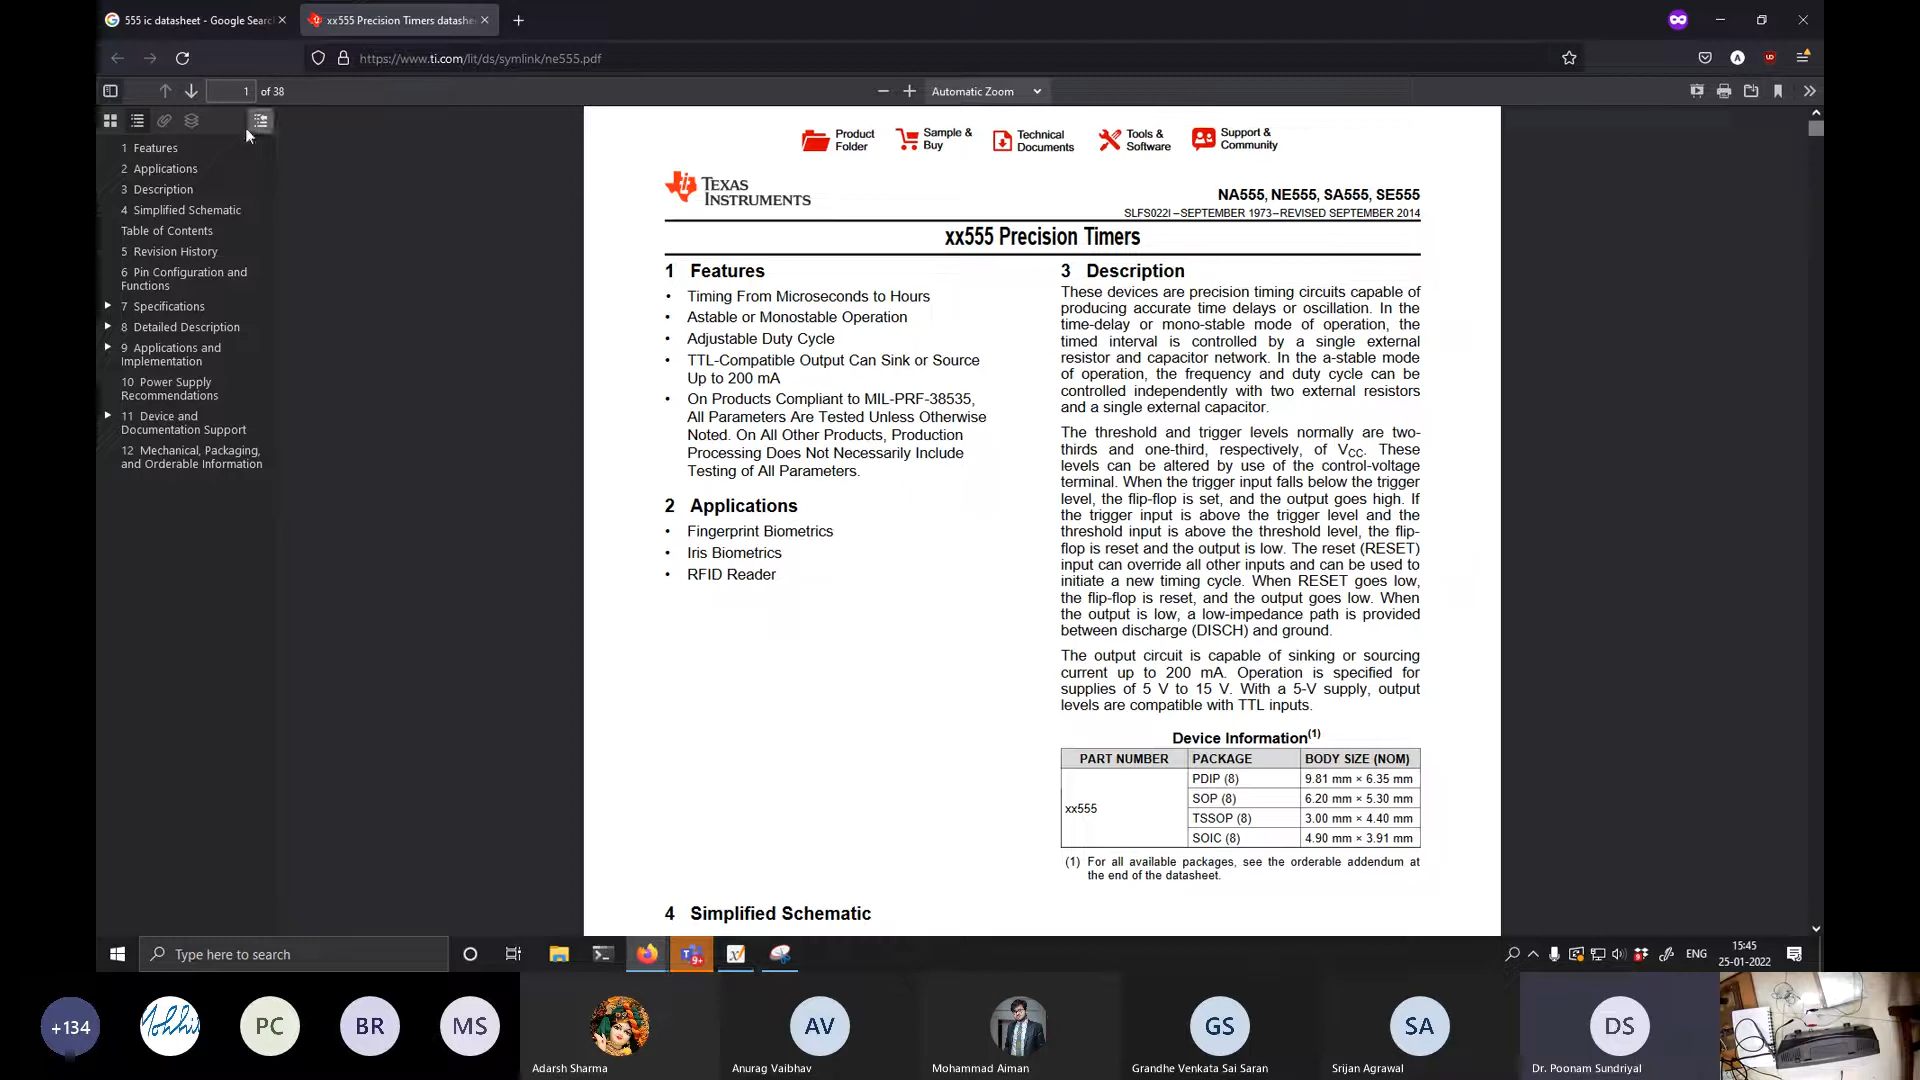 555 ic datasheet - Google Searc
xx555 Precision Timers datashe
https://www.ti.com/lit/ds/symlink/ne555.pdf
1 of 38
Automatic Zoom
1 Features
2 Applications
3 Description
4 Simplified Schematic
Table of Contents
5 Revision History
6 Pin Configuration and
Functions
7 Specifications
8 Detailed Description
9 Applications and
Implementation
10 Power Supply
Recommendations
11 Device and
Documentation Support
12 Mechanical, Packaging,
and Orderable Information
Product
Folder
Sample &
Buy
Technical
Documents
Tools &
Software
Support &
Community
TEXAS
INSTRUMENTS
NA555, NE555, SA555, SE555
SLFS022I –SEPTEMBER 1973–REVISED SEPTEMBER 2014
xx555 Precision Timers
1 Features
• Timing From Microseconds to Hours
• Astable or Monostable Operation
• Adjustable Duty Cycle
• TTL-Compatible Output Can Sink or Source
Up to 200 mA
• On Products Compliant to MIL-PRF-38535,
All Parameters Are Tested Unless Otherwise
Noted. On All Other Products, Production
Processing Does Not Necessarily Include
Testing of All Parameters.
2 Applications
• Fingerprint Biometrics
• Iris Biometrics
• RFID Reader
3 Description
These devices are precision timing circuits capable of
producing accurate time delays or oscillation. In the
time-delay or mono-stable mode of operation, the
timed interval is controlled by a single external
resistor and capacitor network. In the a-stable mode
of operation, the frequency and duty cycle can be
controlled independently with two external resistors
and a single external capacitor.
The threshold and trigger levels normally are two-
thirds and one-third, respectively, of VCC. These
levels can be altered by use of the control-voltage
terminal. When the trigger input falls below the trigger
level, the flip-flop is set, and the output goes high. If
the trigger input is above the trigger level and the
threshold input is above the threshold level, the flip-
flop is reset and the output is low. The reset (RESET)
input can override all other inputs and can be used to
initiate a new timing cycle. When RESET goes low,
the flip-flop is reset, and the output goes low. When
the output is low, a low-impedance path is provided
between discharge (DISCH) and ground.
The output circuit is capable of sinking or sourcing
current up to 200 mA. Operation is specified for
supplies of 5 V to 15 V. With a 5-V supply, output
levels are compatible with TTL inputs.
Device Information(1)
PART NUMBER PACKAGE BODY SIZE (NOM)
xx555
PDIP (8) 9.81 mm × 6.35 mm
SOP (8) 6.20 mm × 5.30 mm
TSSOP (8) 3.00 mm × 4.40 mm
SOIC (8) 4.90 mm × 3.91 mm
(1) For all available packages, see the orderable addendum at
the end of the datasheet.
4 Simplified Schematic
Type here to search
9+
ENG
15:45
25-01-2022
+134
Mohhit
PC
BR
MS
AV
GS
SA
DS
Adarsh Sharma
Anurag Vaibhav
Mohammad Aiman
Grandhe Venkata Sai Saran
Srijan Agrawal
Dr. Poonam Sundriyal